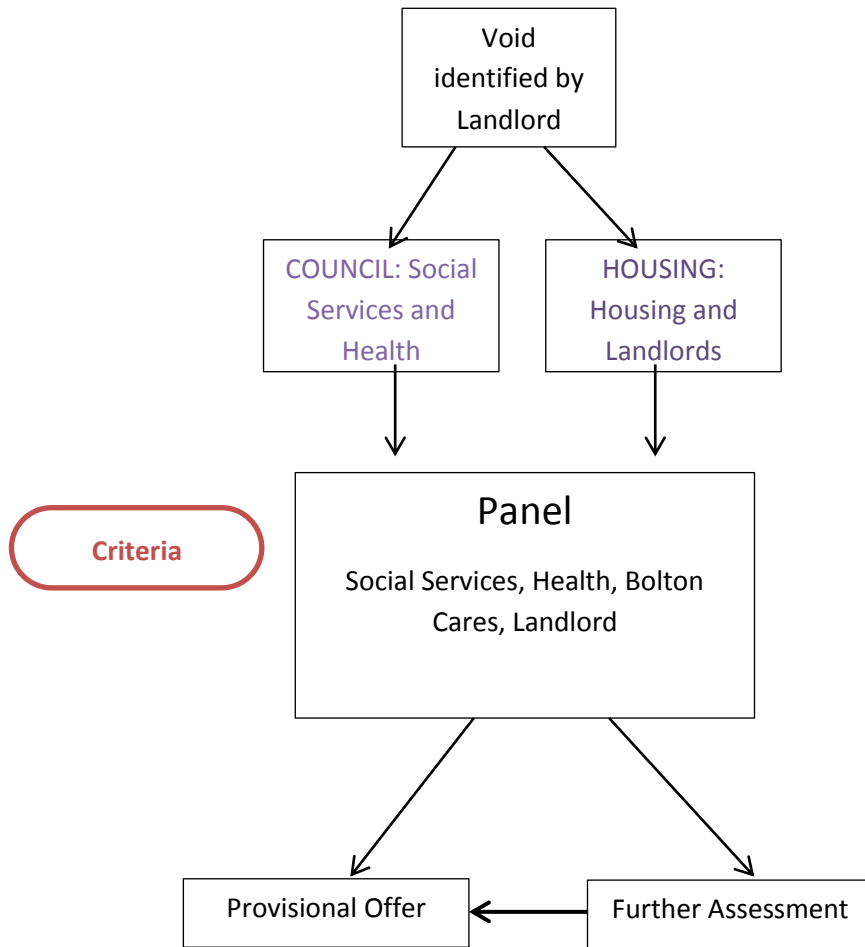 Void
identified by
Landlord
COUNCIL: Social
Services and
Health
HOUSING:
Housing and
Landlords
Panel
Criteria
Social Services, Health, Bolton
Cares, Landlord
Provisional Offer
Further Assessment